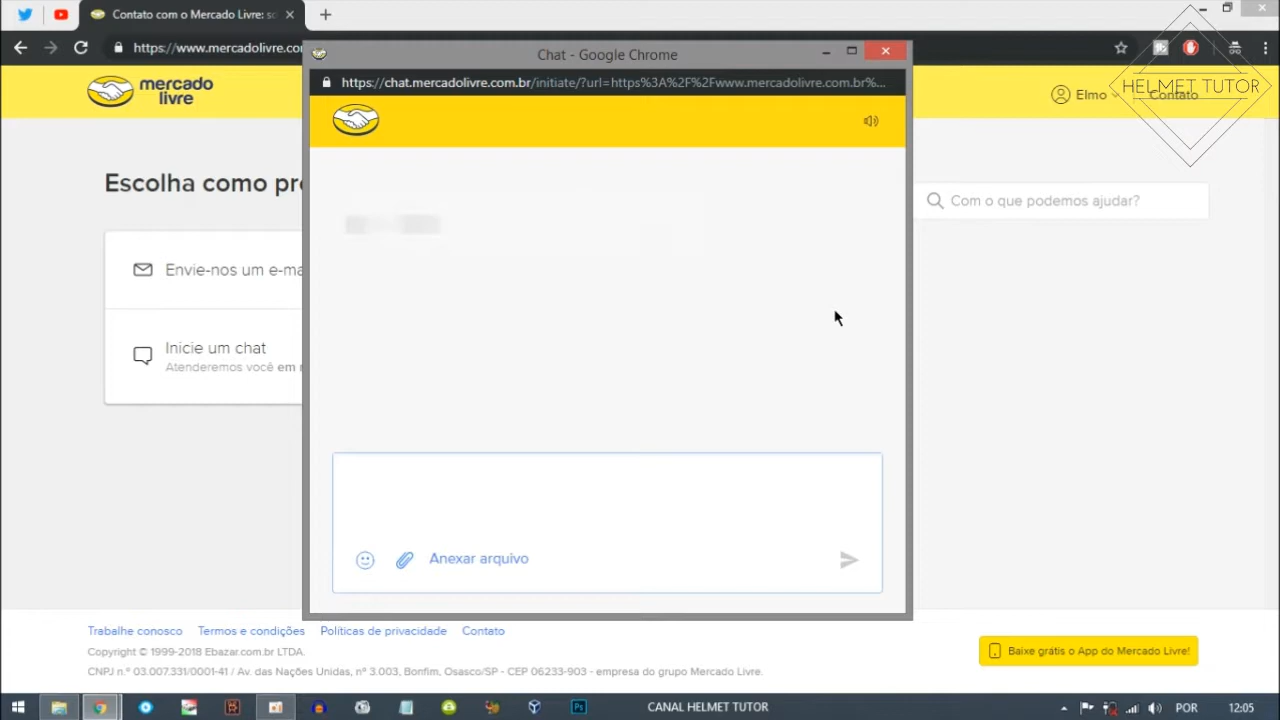 Contato com o Mercado Livre: so
https://www.mercadolivre.co
Chat - Google Chrome
https://chat.mercadolivre.com.br/initiate/?url=https%3A%2F%2Fwww.mercadolivre.com.br%...
mercado
livre
Elmo
Contato
HELMET TUTOR
Escolha como pr
Com o que podemos ajudar?
Envie-nos um e-ma
Inicie um chat
Atenderemos você em
Anexar arquivo
Trabalhe conosco Termos e condições Políticas de privacidade Contato
Copyright © 1999-2018 Ebazar.com.br LTDA.
CNPJ n.º 03.007.331/0001-41 / Av. das Nações Unidas, nº 3.003, Bonfim, Osasco/SP - CEP 06233-903 - empresa do grupo Mercado Livre.
Baixe grátis o App do Mercado Livre!
Ps
CANAL HELMET TUTOR
POR
12:05